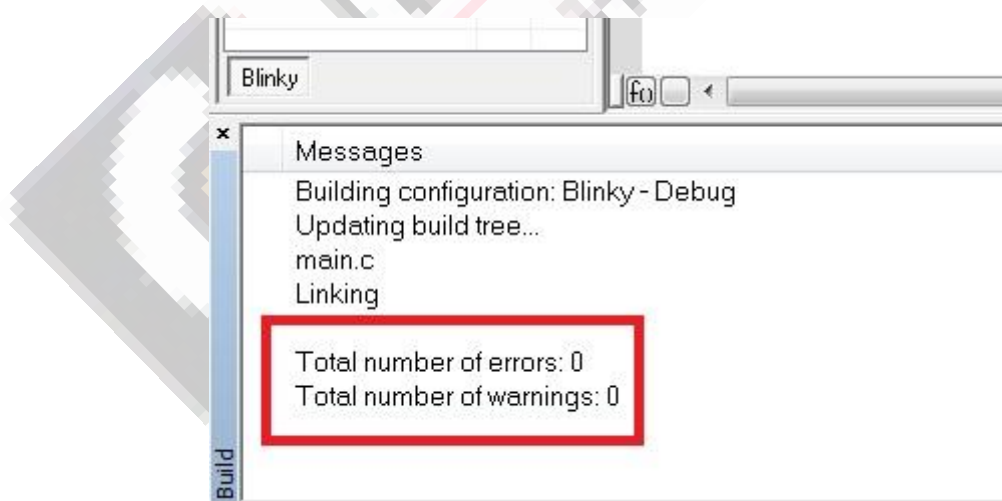 Blinky
f()
Messages
Building configuration: Blinky - Debug
Updating build tree...
main.c
Linking
Total number of errors: 0
Total number of warnings: 0
Build